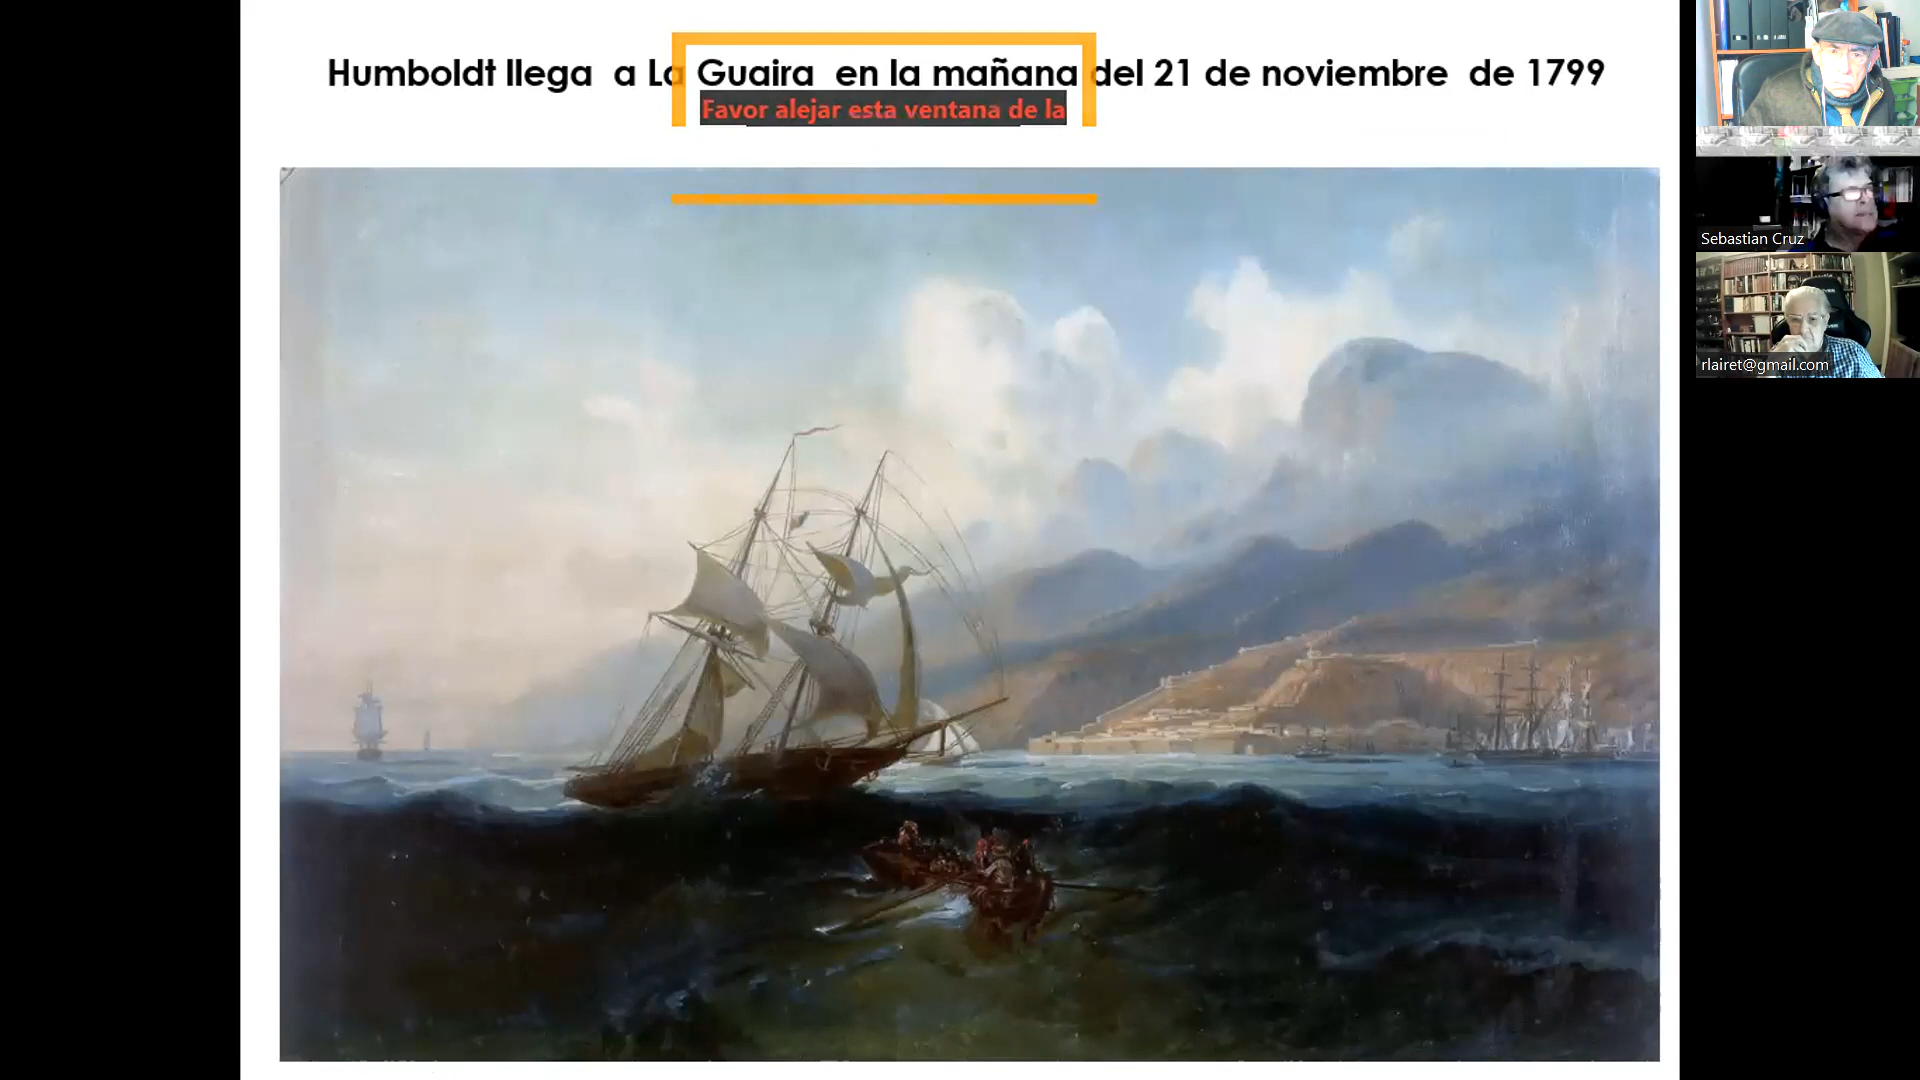 Humboldt llega a La Guaira en la mañana del 21 de noviembre de 1799
Favor alejar esta ventana de la
Sebastian Cruz
rlairet@gmail.com